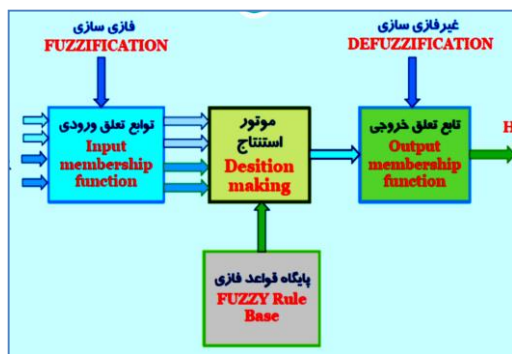 فازی سازی
FUZZIFICATION
غیرفازی سازی
DEFUZZIFICATION
توابع تعلق ورودی
Input
membership
function
موتور
استنتاج
Desition
making
تابع تعلق خروجی
Output
membership
function
H
پایگاه قواعد فازی
FUZZY Rule
Base